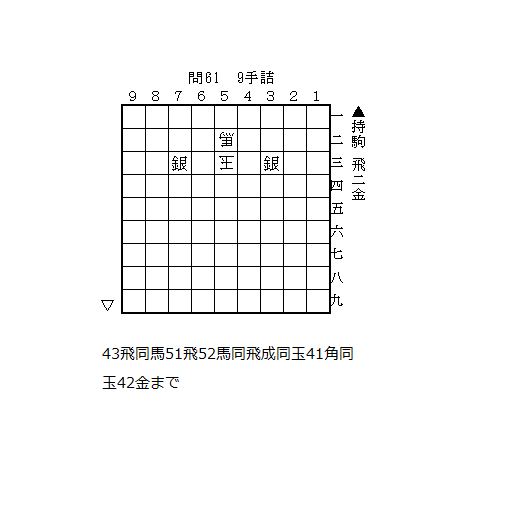 問61　9手詰
9 8 7 6 5 4 3 2 1
一
二
三
四
五
六
七
八
九
馬
銀 王 銀
▲持駒 飛二金
▽
43飛同馬51飛52馬同飛成同玉41角同
玉42金まで